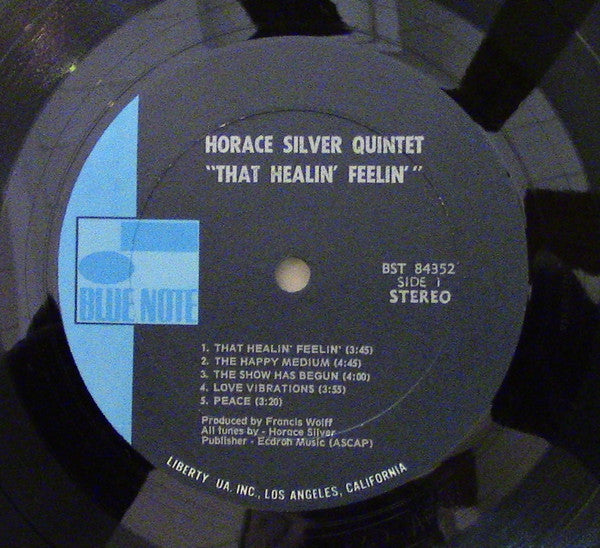 HORACE SILVER QUINTET
"THAT HEALIN' FEELIN'"
BLUE NOTE
BST 84352
SIDE 1
STEREO
1. THAT HEALIN' FEELIN' (3:45)
2. THE HAPPY MEDIUM (4:45)
3. THE SHOW HAS BEGUN (4:00)
4. LOVE VIBRATIONS (3:55)
5. PEACE (3:20)
Produced by Francis Wolff
All tunes by - Horace Silver
Publisher - Ecaroh Music (ASCAP)
LIBERTY UA, INC., LOS ANGELES, CALIFORNIA